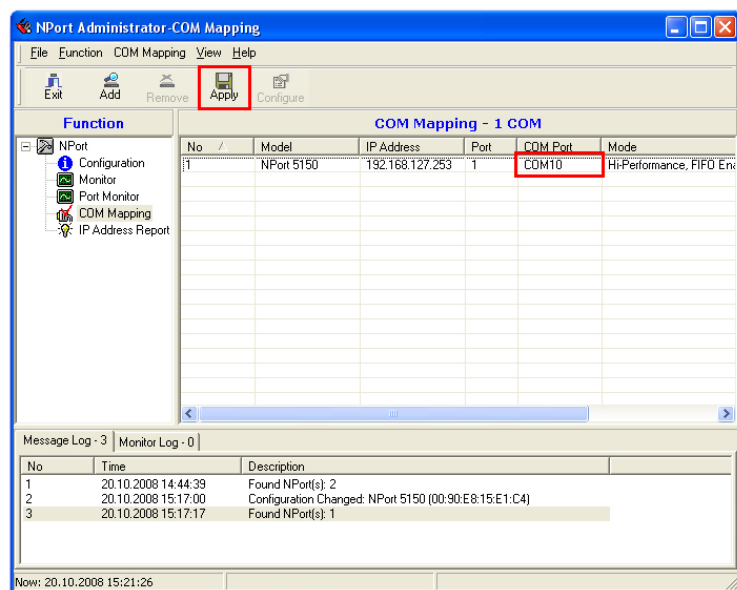 NPort Administrator-COM Mapping
File Function COM Mapping View Help
Exit Add Remove Apply Configure
Function
COM Mapping - 1 COM
NPort
Configuration
Monitor
Port Monitor
COM Mapping
IP Address Report
No Model IP Address Port COM Port Mode
1 NPort 5150 192.168.127.253 1 COM10 Hi-Performance, FIFO Ena
Message Log - 3 Monitor Log - 0
No Time Description
1 20.10.2008 14:44:39 Found NPort(s): 2
2 20.10.2008 15:17:00 Configuration Changed: NPort 5150 (00:90:E8:15:E1:C4)
3 20.10.2008 15:17:17 Found NPort(s): 1
Now: 20.10.2008 15:21:26